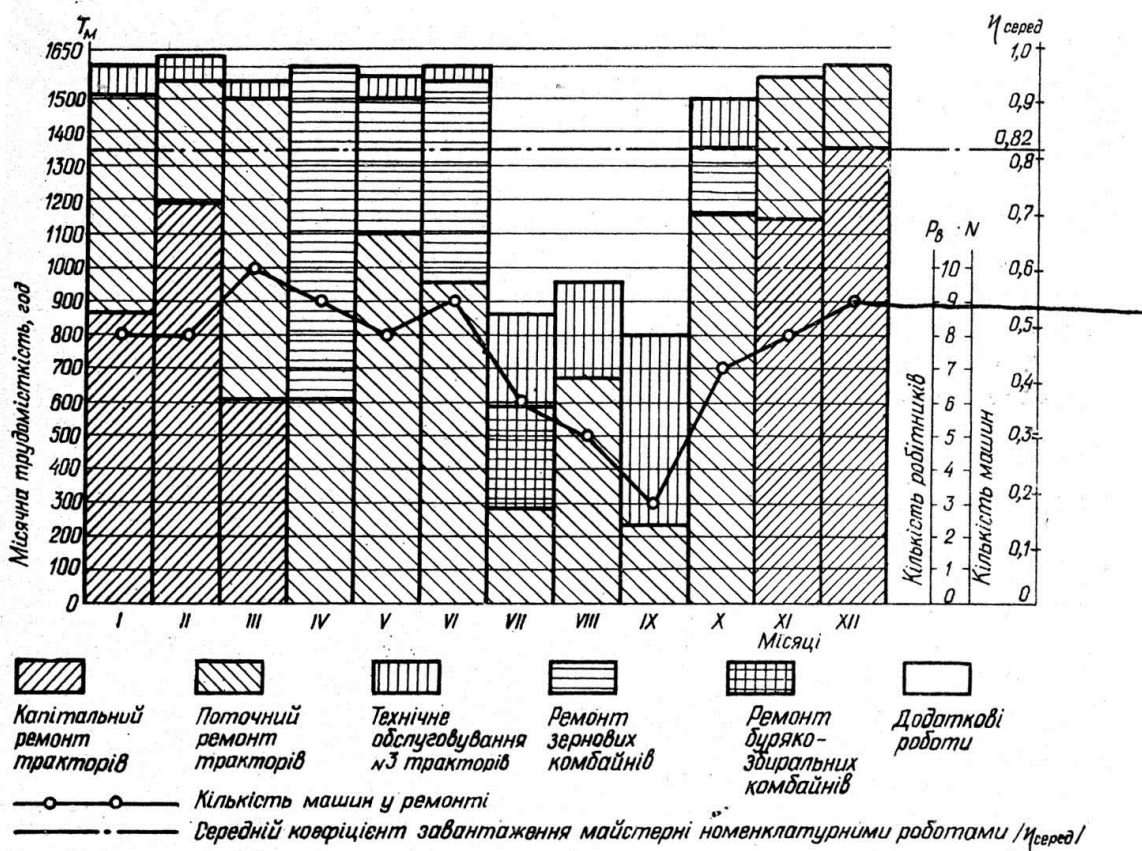 Tм
η серед
1650
1500
1400
1300
1200
1100
1000
900
800
700
600
500
400
300
200
100
0
Місячна трудомісткість, год
I II III IV V VI VII VIII IX X XI XII
Місяці
Pв · N
10
9
8
7
6
5
4
3
2
1
0
0
Кількість робітників
Кількість машин
1,0
0,9
0,82
0,8
0,7
0,6
0,5
0,4
0,3
0,2
0,1
0
Капітальний
ремонт
тракторів
Поточний
ремонт
тракторів
Технічне
обслуговування
№3 тракторів
Ремонт
зернових
комбайнів
Ремонт
буряко-
збиральних
комбайнів
Додаткові
роботи
Кількість машин у ремонті
Середній коефіцієнт завантаження майстерні номенклатурними роботами /ηсеред/